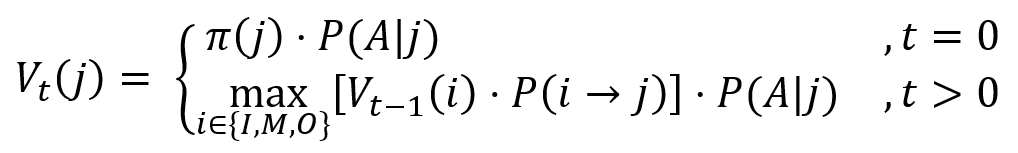 V_t(j) = { π(j) · P(A|j) , t = 0
max_{i∈{I,M,O}} [V_{t−1}(i) · P(i → j)] · P(A|j) , t > 0